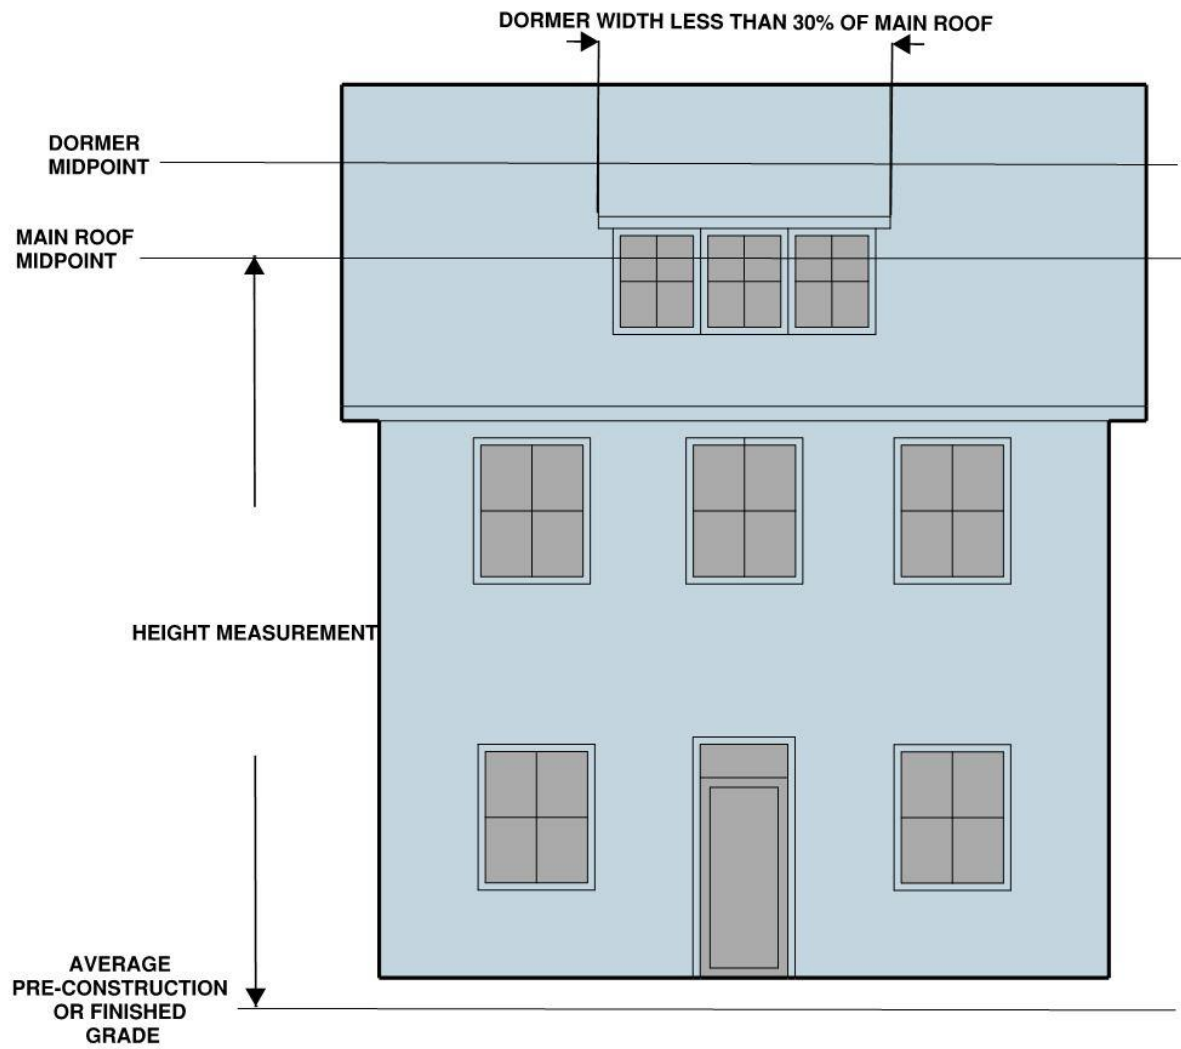 DORMER WIDTH LESS THAN 30% OF MAIN ROOF
DORMER
MIDPOINT
MAIN ROOF
MIDPOINT
HEIGHT MEASUREMENT
AVERAGE
PRE-CONSTRUCTION
OR FINISHED
GRADE